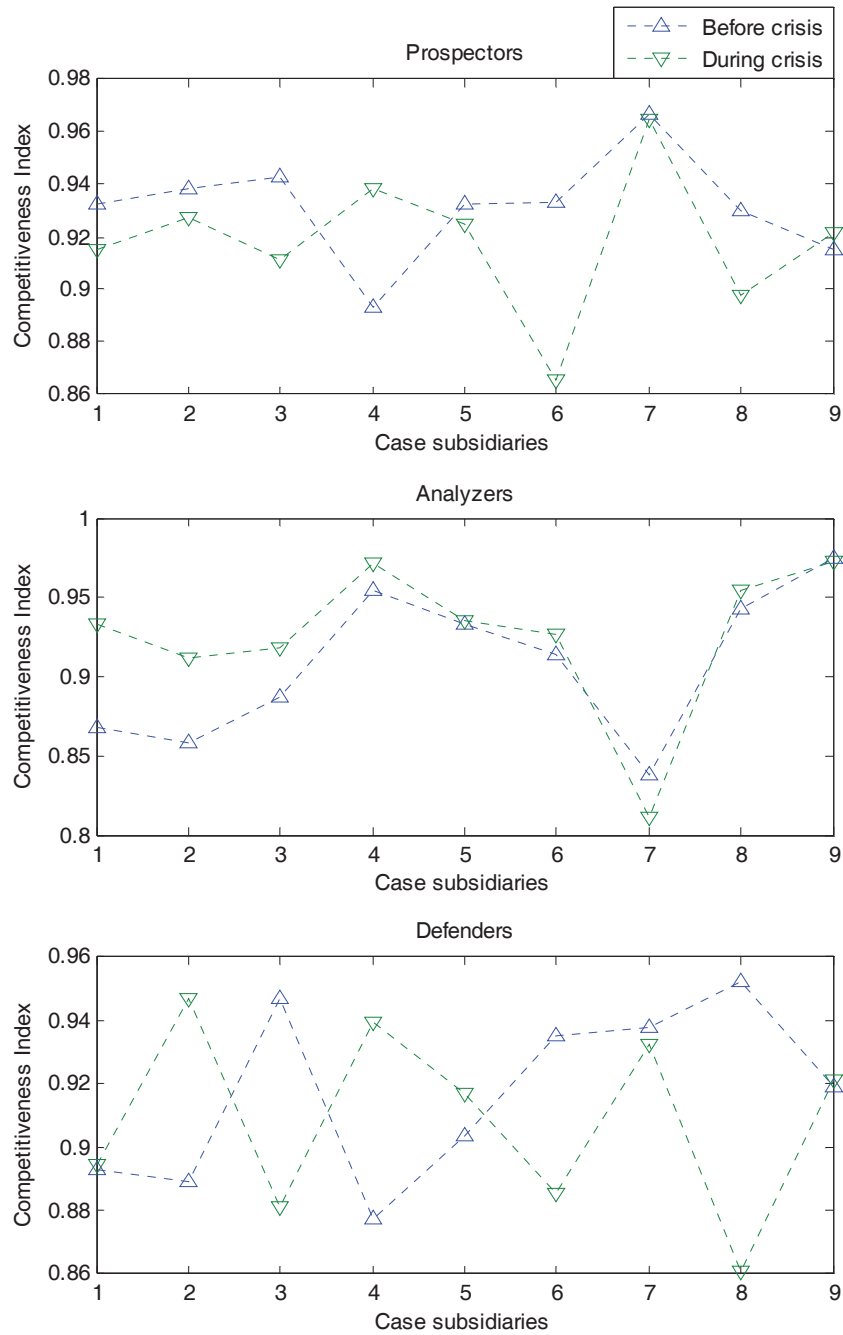 Before crisis
During crisis
Prospectors
0.98
0.96
0.94
0.92
0.9
0.88
0.86
Competitiveness Index
1 2 3 4 5 6 7 8 9
Case subsidiaries
Analyzers
1
0.95
0.9
0.85
0.8
Competitiveness Index
1 2 3 4 5 6 7 8 9
Case subsidiaries
Defenders
0.96
0.94
0.92
0.9
0.88
0.86
Competitiveness Index
1 2 3 4 5 6 7 8 9
Case subsidiaries